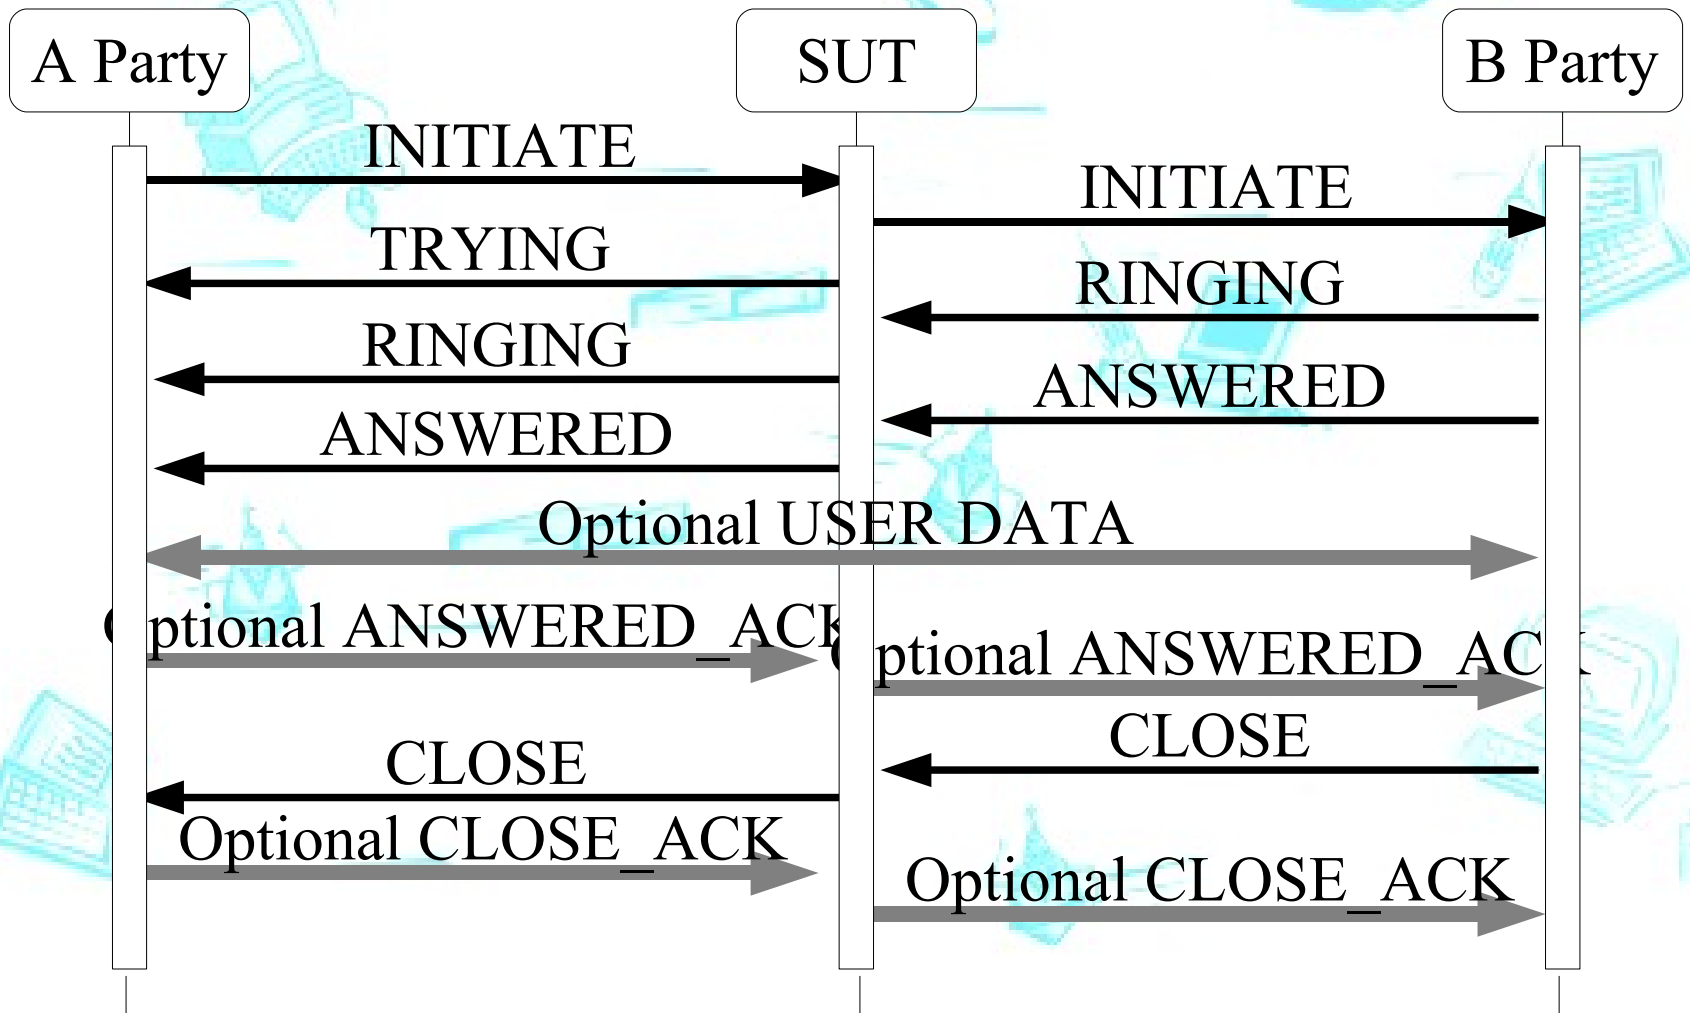 A Party
SUT
B Party
INITIATE
INITIATE
TRYING
RINGING
RINGING
ANSWERED
ANSWERED
Optional USER DATA
Optional ANSWERED_ACK
Optional ANSWERED_ACK
CLOSE
CLOSE
Optional CLOSE_ACK
Optional CLOSE_ACK